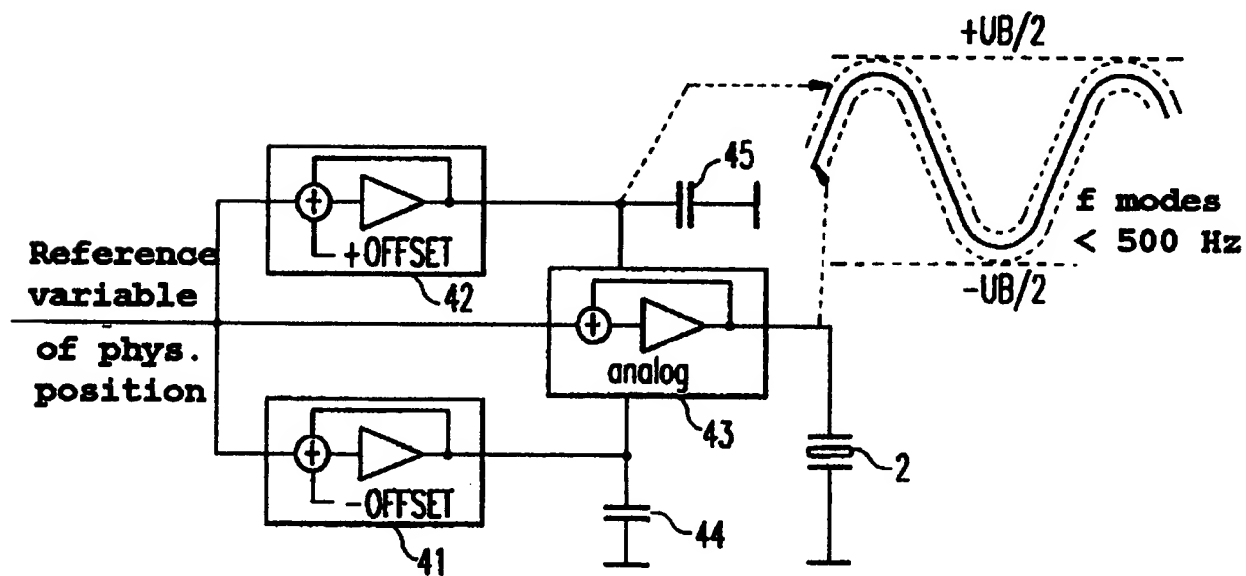 +UB/2
45
+OFFSET
42
Reference
variable
of phys.
position
f modes
< 500 Hz
-UB/2
analog
43
-OFFSET
41
44
2